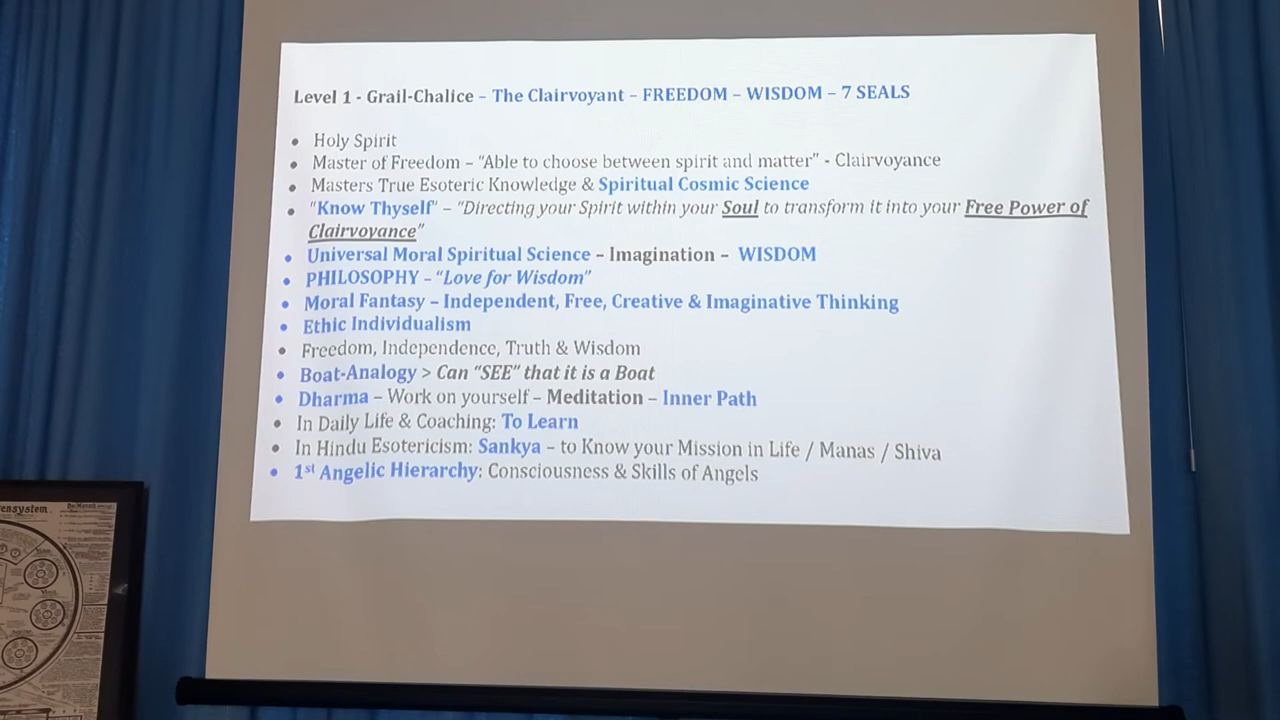 Level 1 - Grail-Chalice – The Clairvoyant – FREEDOM – WISDOM – 7 SEALS
• Holy Spirit
• Master of Freedom – “Able to choose between spirit and matter” - Clairvoyance
• Masters True Esoteric Knowledge & Spiritual Cosmic Science
• "Know Thyself" – “Directing your Spirit within your Soul to transform it into your Free Power of
Clairvoyance”
• Universal Moral Spiritual Science – Imagination – WISDOM
• PHILOSOPHY – “Love for Wisdom”
• Moral Fantasy – Independent, Free, Creative & Imaginative Thinking
• Ethic Individualism
• Freedom, Independence, Truth & Wisdom
• Boat-Analogy > Can “SEE” that it is a Boat
• Dharma – Work on yourself – Meditation – Inner Path
• In Daily Life & Coaching: To Learn
• In Hindu Esotericism: Sankya – to Know your Mission in Life / Manas / Shiva
• 1st Angelic Hierarchy: Consciousness & Skills of Angels
ensystem